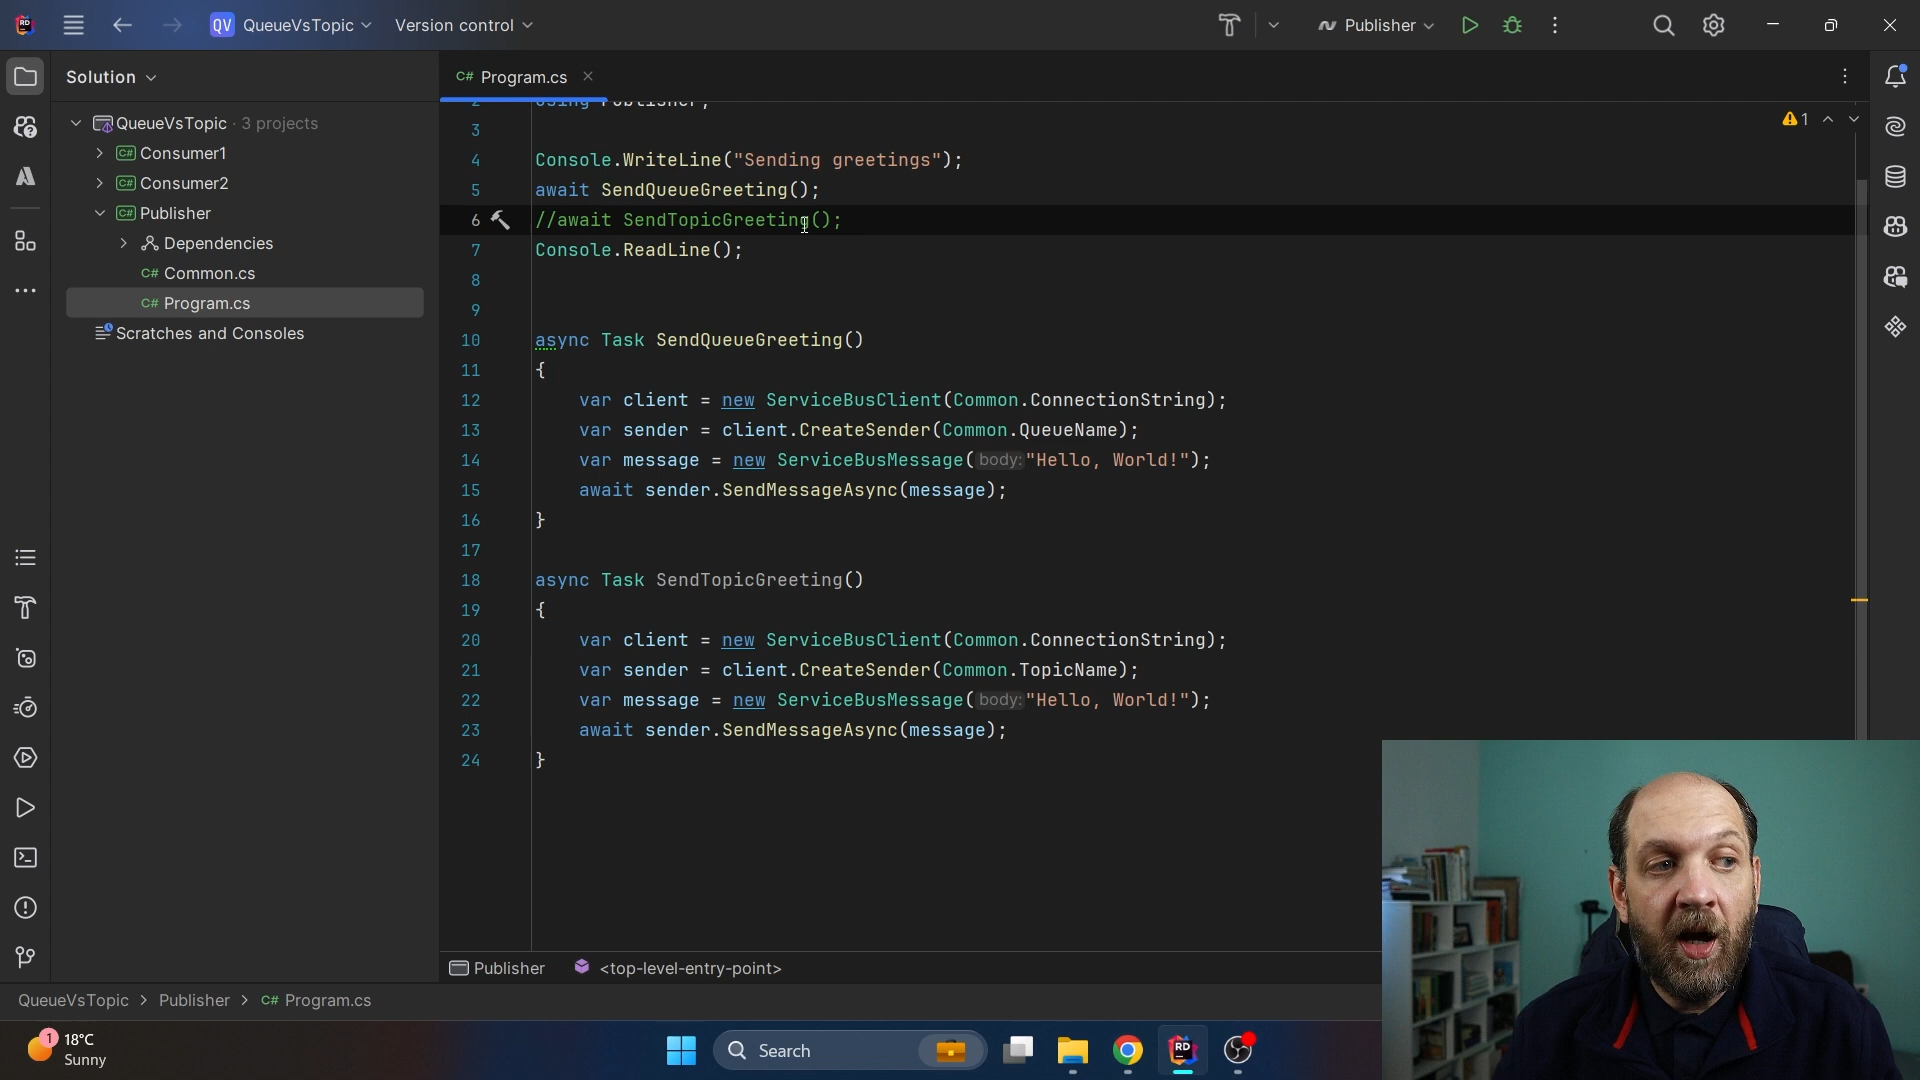 QV QueueVsTopic Version control Publisher
Solution
C# Program.cs
QueueVsTopic · 3 projects
C# Consumer1
C# Consumer2
C# Publisher
Dependencies
C# Common.cs
C# Program.cs
Scratches and Consoles
2 using Publisher;
3
4 Console.WriteLine("Sending greetings");
5 await SendQueueGreeting();
6 //await SendTopicGreeting();
7 Console.ReadLine();
8
9
10 async Task SendQueueGreeting()
11 {
12 var client = new ServiceBusClient(Common.ConnectionString);
13 var sender = client.CreateSender(Common.QueueName);
14 var message = new ServiceBusMessage( body: "Hello, World!");
15 await sender.SendMessageAsync(message);
16 }
17
18 async Task SendTopicGreeting()
19 {
20 var client = new ServiceBusClient(Common.ConnectionString);
21 var sender = client.CreateSender(Common.TopicName);
22 var message = new ServiceBusMessage( body: "Hello, World!");
23 await sender.SendMessageAsync(message);
24 }
1
Publisher <top-level-entry-point>
QueueVsTopic > Publisher > C# Program.cs
1 18°C
Sunny
Search
RD